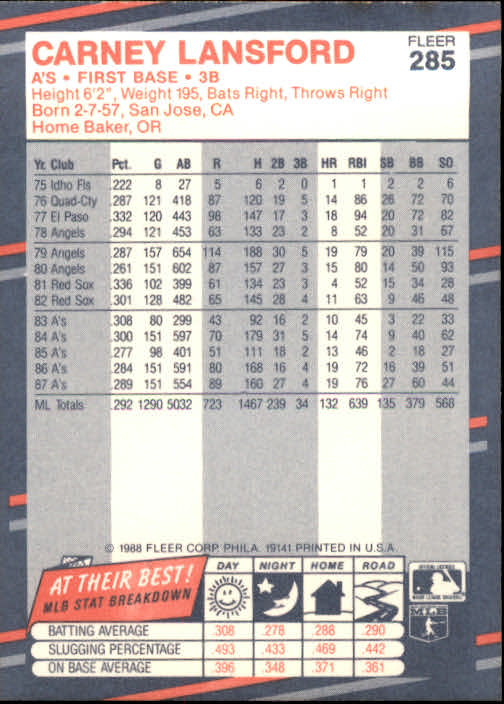 CARNEY LANSFORD
FLEER
285
A'S • FIRST BASE • 3B
Height 6'2", Weight 195, Bats Right, Throws Right
Born 2-7-57, San Jose, CA
Home Baker, OR
Yr. Club Pct. G AB R H 2B 3B HR RBI SB BB SO
75 Idho Fls .222 8 27 5 6 2 0 1 1 2 2 6
76 Quad-Cty .287 121 418 87 120 19 5 14 86 26 72 70
77 El Paso .332 120 443 98 147 17 3 18 94 20 72 82
78 Angels .294 121 453 63 133 23 2 8 52 20 31 67
79 Angels .287 157 654 114 188 30 5 19 79 20 39 115
80 Angels .261 151 602 87 157 27 3 15 80 14 50 93
81 Red Sox .336 102 399 61 134 23 3 4 52 15 34 28
82 Red Sox .301 128 482 65 145 28 4 11 63 9 46 48
83 A's .308 80 299 43 92 16 2 10 45 3 22 33
84 A's .300 151 597 70 179 31 5 14 74 9 40 62
85 A's .277 98 401 51 111 18 2 13 46 2 18 27
86 A's .284 151 591 80 168 16 4 19 72 16 39 51
87 A's .289 151 554 89 160 27 4 19 76 27 60 44
ML Totals .292 1290 5032 723 1467 239 34 132 639 135 379 568
© 1988 FLEER CORP. PHILA. 19141 PRINTED IN U.S.A.
AT THEIR BEST!
MLB STAT BREAKDOWN
DAY NIGHT HOME ROAD
BATTING AVERAGE .308 .278 .288 .290
SLUGGING PERCENTAGE .493 .433 .469 .442
ON BASE AVERAGE .396 .348 .371 .361